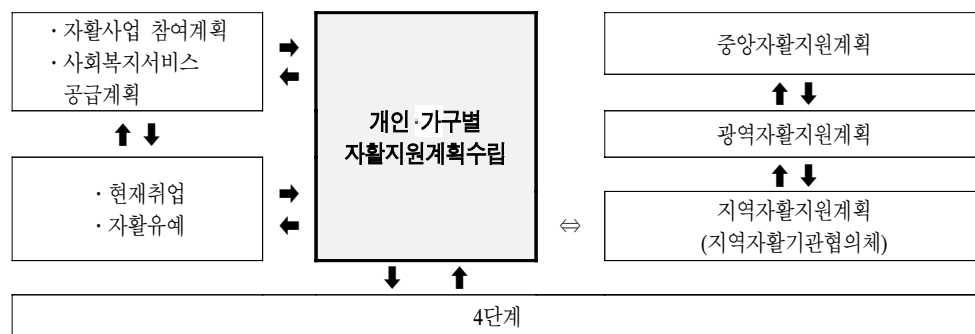 · 자활사업 참여계획
· 사회복지서비스
공급계획
· 현재취업
· 자활유예
개인·가구별
자활지원계획수립
중앙자활지원계획
광역자활지원계획
지역자활지원계획
(지역자활기관협의체)
4단계